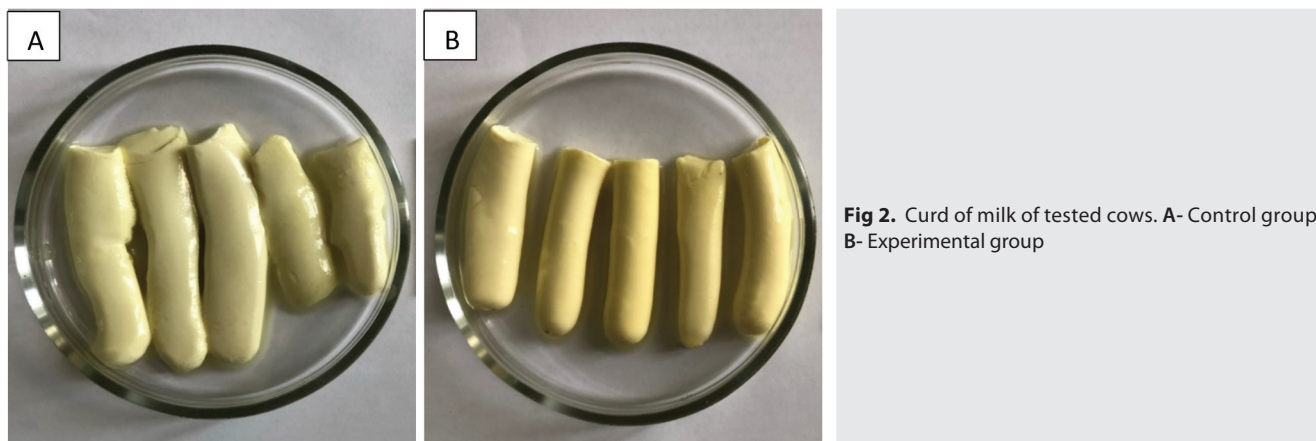 A
B
Fig 2. Curd of milk of tested cows. A- Control group
B- Experimental group